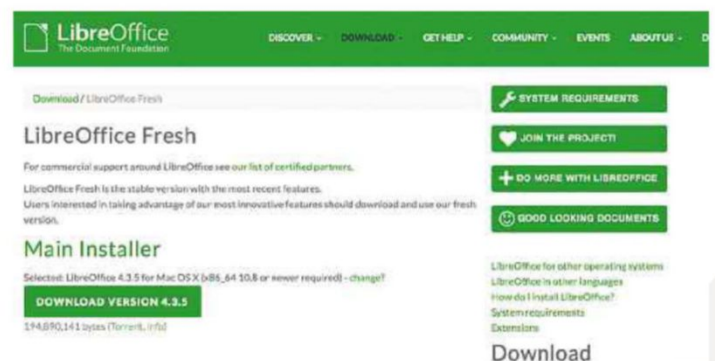 LibreOffice
The Document Foundation
DISCOVER - DOWNLOAD - GET HELP - COMMUNITY - EVENTS ABOUT US - D
Download / LibreOffice Fresh
LibreOffice Fresh
For commercial support around LibreOffice see our list of certified partners.
LibreOffice Fresh is the stable version with the most recent features.
Users interested in taking advantage of our most innovative features should download and use our fresh
version.
Main Installer
Selected: LibreOffice 4.3.5 for Mac OS X (x86_64 10.8 or newer required) - change?
DOWNLOAD VERSION 4.3.5
194,890,141 bytes (Torrent, Info)
SYSTEM REQUIREMENTS
JOIN THE PROJECT!
DO MORE WITH LIBREOFFICE
GOOD LOOKING DOCUMENTS
LibreOffice for other operating systems
LibreOffice in other languages
How do I install LibreOffice?
System requirements
Extensions
Download